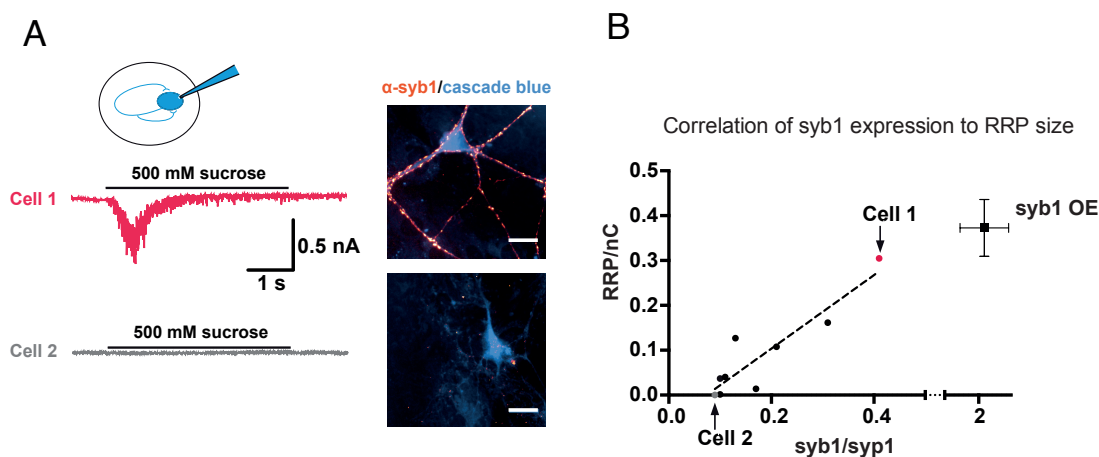 A
α-syb1/cascade blue
500 mM sucrose
Cell 1
0.5 nA
1 s
500 mM sucrose
Cell 2
B
Correlation of syb1 expression to RRP size
0.5
0.4
0.3
0.2
0.1
0.0
RRP/nC
Cell 1
syb1 OE
Cell 2
0.0
0.2
0.4
2
syb1/syp1